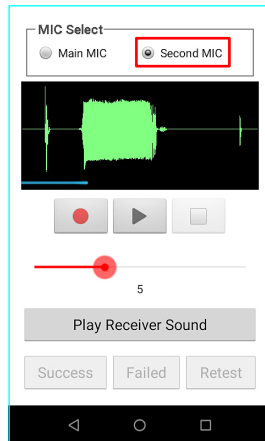 MIC Select
Main MIC
Second MIC
5
Play Receiver Sound
Success
Failed
Retest